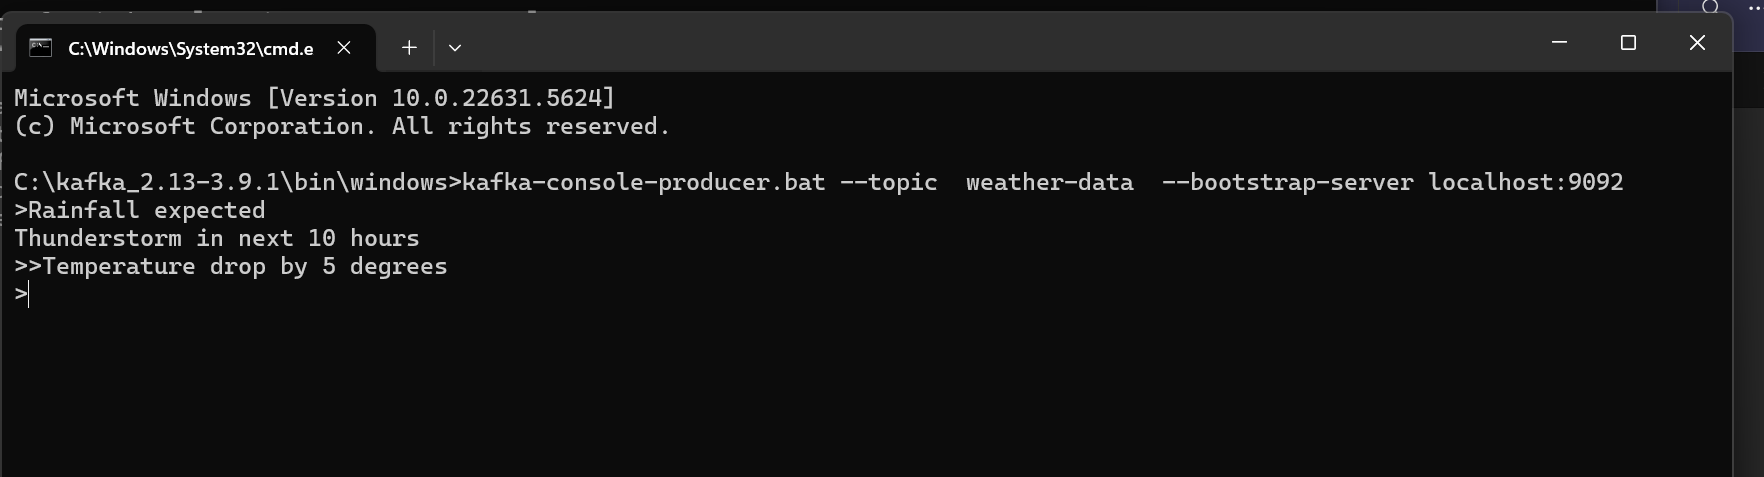 C:\Windows\System32\cmd.e
Microsoft Windows [Version 10.0.22631.5624]
(c) Microsoft Corporation. All rights reserved.
C:\kafka_2.13-3.9.1\bin\windows>kafka-console-producer.bat --topic  weather-data  --bootstrap-server localhost:9092
>Rainfall expected
Thunderstorm in next 10 hours
>>Temperature drop by 5 degrees
>